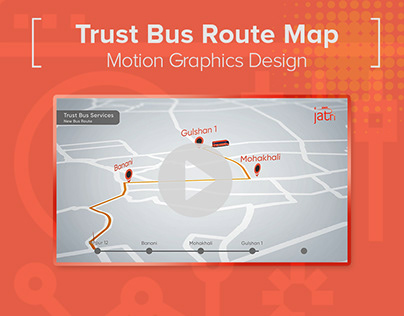 Trust Bus Route Map
Motion Graphics Design
Trust Bus Services
New Bus Route
jatri
Gulshan 1
Banani
Mohakhali
12
Banani
Mohakhali
Gulshan 1